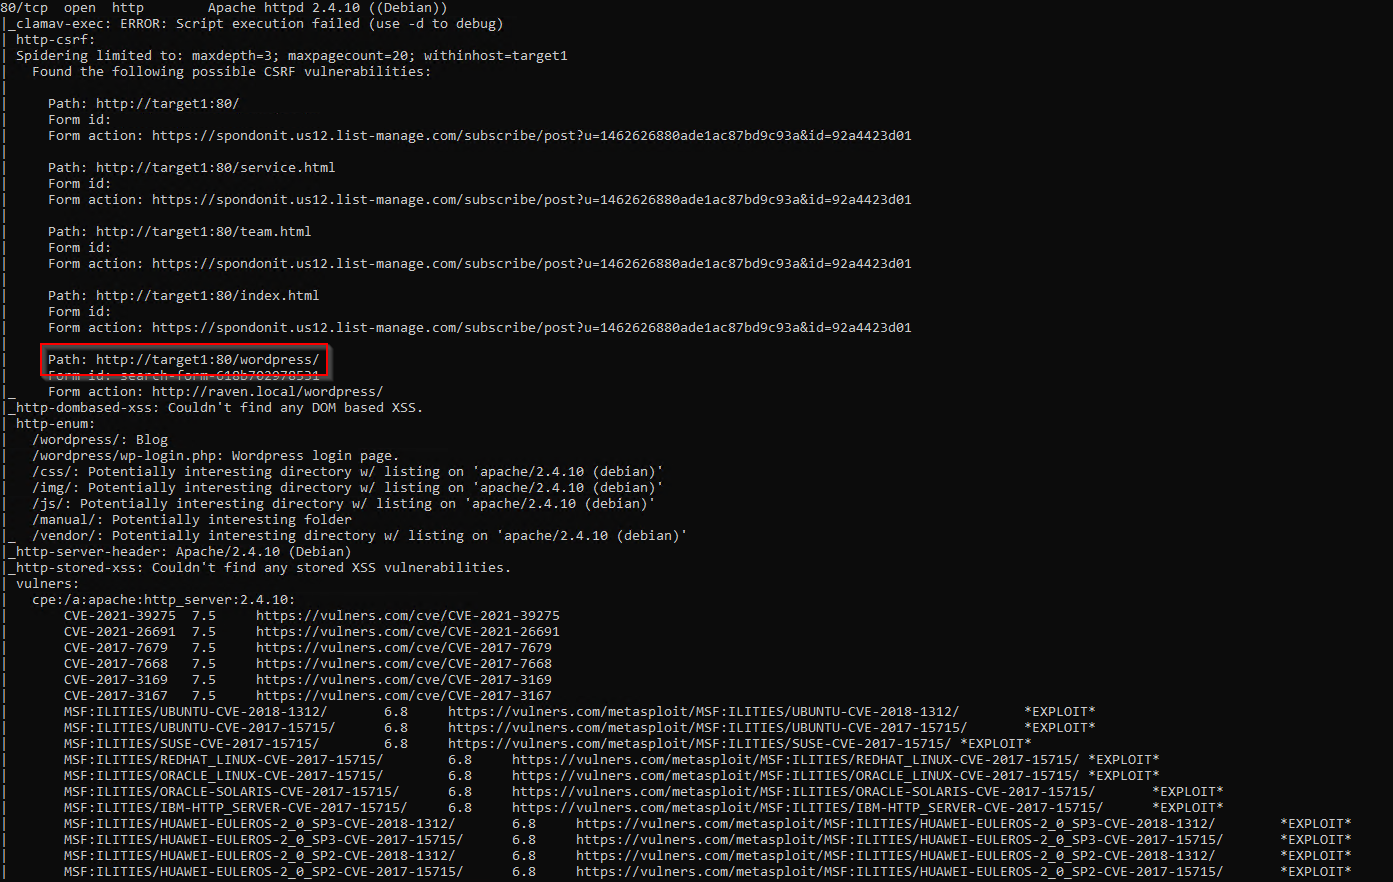 80/tcp  open  http        Apache httpd 2.4.10 ((Debian))
|_clamav-exec: ERROR: Script execution failed (use -d to debug)
| http-csrf:
| Spidering limited to: maxdepth=3; maxpagecount=20; withinhost=target1
|   Found the following possible CSRF vulnerabilities:
|
|     Path: http://target1:80/
|     Form id:
|     Form action: https://spondonit.us12.list-manage.com/subscribe/post?u=1462626880ade1ac87bd9c93a&id=92a4423d01
|
|     Path: http://target1:80/service.html
|     Form id:
|     Form action: https://spondonit.us12.list-manage.com/subscribe/post?u=1462626880ade1ac87bd9c93a&id=92a4423d01
|
|     Path: http://target1:80/team.html
|     Form id:
|     Form action: https://spondonit.us12.list-manage.com/subscribe/post?u=1462626880ade1ac87bd9c93a&id=92a4423d01
|
|     Path: http://target1:80/index.html
|     Form id:
|     Form action: https://spondonit.us12.list-manage.com/subscribe/post?u=1462626880ade1ac87bd9c93a&id=92a4423d01
|
|     Path: http://target1:80/wordpress/
|     Form id: search-form-618b702978531
|_    Form action: http://raven.local/wordpress/
|_http-dombased-xss: Couldn't find any DOM based XSS.
| http-enum:
|   /wordpress/: Blog
|   /wordpress/wp-login.php: Wordpress login page.
|   /css/: Potentially interesting directory w/ listing on 'apache/2.4.10 (debian)'
|   /img/: Potentially interesting directory w/ listing on 'apache/2.4.10 (debian)'
|   /js/: Potentially interesting directory w/ listing on 'apache/2.4.10 (debian)'
|   /manual/: Potentially interesting folder
|_  /vendor/: Potentially interesting directory w/ listing on 'apache/2.4.10 (debian)'
|_http-server-header: Apache/2.4.10 (Debian)
|_http-stored-xss: Couldn't find any stored XSS vulnerabilities.
| vulners:
|   cpe:/a:apache:http_server:2.4.10:
|       CVE-2021-39275  7.5     https://vulners.com/cve/CVE-2021-39275
|       CVE-2021-26691  7.5     https://vulners.com/cve/CVE-2021-26691
|       CVE-2017-7679   7.5     https://vulners.com/cve/CVE-2017-7679
|       CVE-2017-7668   7.5     https://vulners.com/cve/CVE-2017-7668
|       CVE-2017-3169   7.5     https://vulners.com/cve/CVE-2017-3169
|       CVE-2017-3167   7.5     https://vulners.com/cve/CVE-2017-3167
|       MSF:ILITIES/UBUNTU-CVE-2018-1312/       6.8     https://vulners.com/metasploit/MSF:ILITIES/UBUNTU-CVE-2018-1312/        *EXPLOIT*
|       MSF:ILITIES/UBUNTU-CVE-2017-15715/      6.8     https://vulners.com/metasploit/MSF:ILITIES/UBUNTU-CVE-2017-15715/       *EXPLOIT*
|       MSF:ILITIES/SUSE-CVE-2017-15715/        6.8     https://vulners.com/metasploit/MSF:ILITIES/SUSE-CVE-2017-15715/ *EXPLOIT*
|       MSF:ILITIES/REDHAT_LINUX-CVE-2017-15715/        6.8     https://vulners.com/metasploit/MSF:ILITIES/REDHAT_LINUX-CVE-2017-15715/ *EXPLOIT*
|       MSF:ILITIES/ORACLE_LINUX-CVE-2017-15715/        6.8     https://vulners.com/metasploit/MSF:ILITIES/ORACLE_LINUX-CVE-2017-15715/ *EXPLOIT*
|       MSF:ILITIES/ORACLE-SOLARIS-CVE-2017-15715/      6.8     https://vulners.com/metasploit/MSF:ILITIES/ORACLE-SOLARIS-CVE-2017-15715/       *EXPLOIT*
|       MSF:ILITIES/IBM-HTTP_SERVER-CVE-2017-15715/     6.8     https://vulners.com/metasploit/MSF:ILITIES/IBM-HTTP_SERVER-CVE-2017-15715/      *EXPLOIT*
|       MSF:ILITIES/HUAWEI-EULEROS-2_0_SP3-CVE-2018-1312/       6.8     https://vulners.com/metasploit/MSF:ILITIES/HUAWEI-EULEROS-2_0_SP3-CVE-2018-1312/        *EXPLOIT*
|       MSF:ILITIES/HUAWEI-EULEROS-2_0_SP3-CVE-2017-15715/      6.8     https://vulners.com/metasploit/MSF:ILITIES/HUAWEI-EULEROS-2_0_SP3-CVE-2017-15715/       *EXPLOIT*
|       MSF:ILITIES/HUAWEI-EULEROS-2_0_SP2-CVE-2018-1312/       6.8     https://vulners.com/metasploit/MSF:ILITIES/HUAWEI-EULEROS-2_0_SP2-CVE-2018-1312/        *EXPLOIT*
|       MSF:ILITIES/HUAWEI-EULEROS-2_0_SP2-CVE-2017-15715/      6.8     https://vulners.com/metasploit/MSF:ILITIES/HUAWEI-EULEROS-2_0_SP2-CVE-2017-15715/       *EXPLOIT*